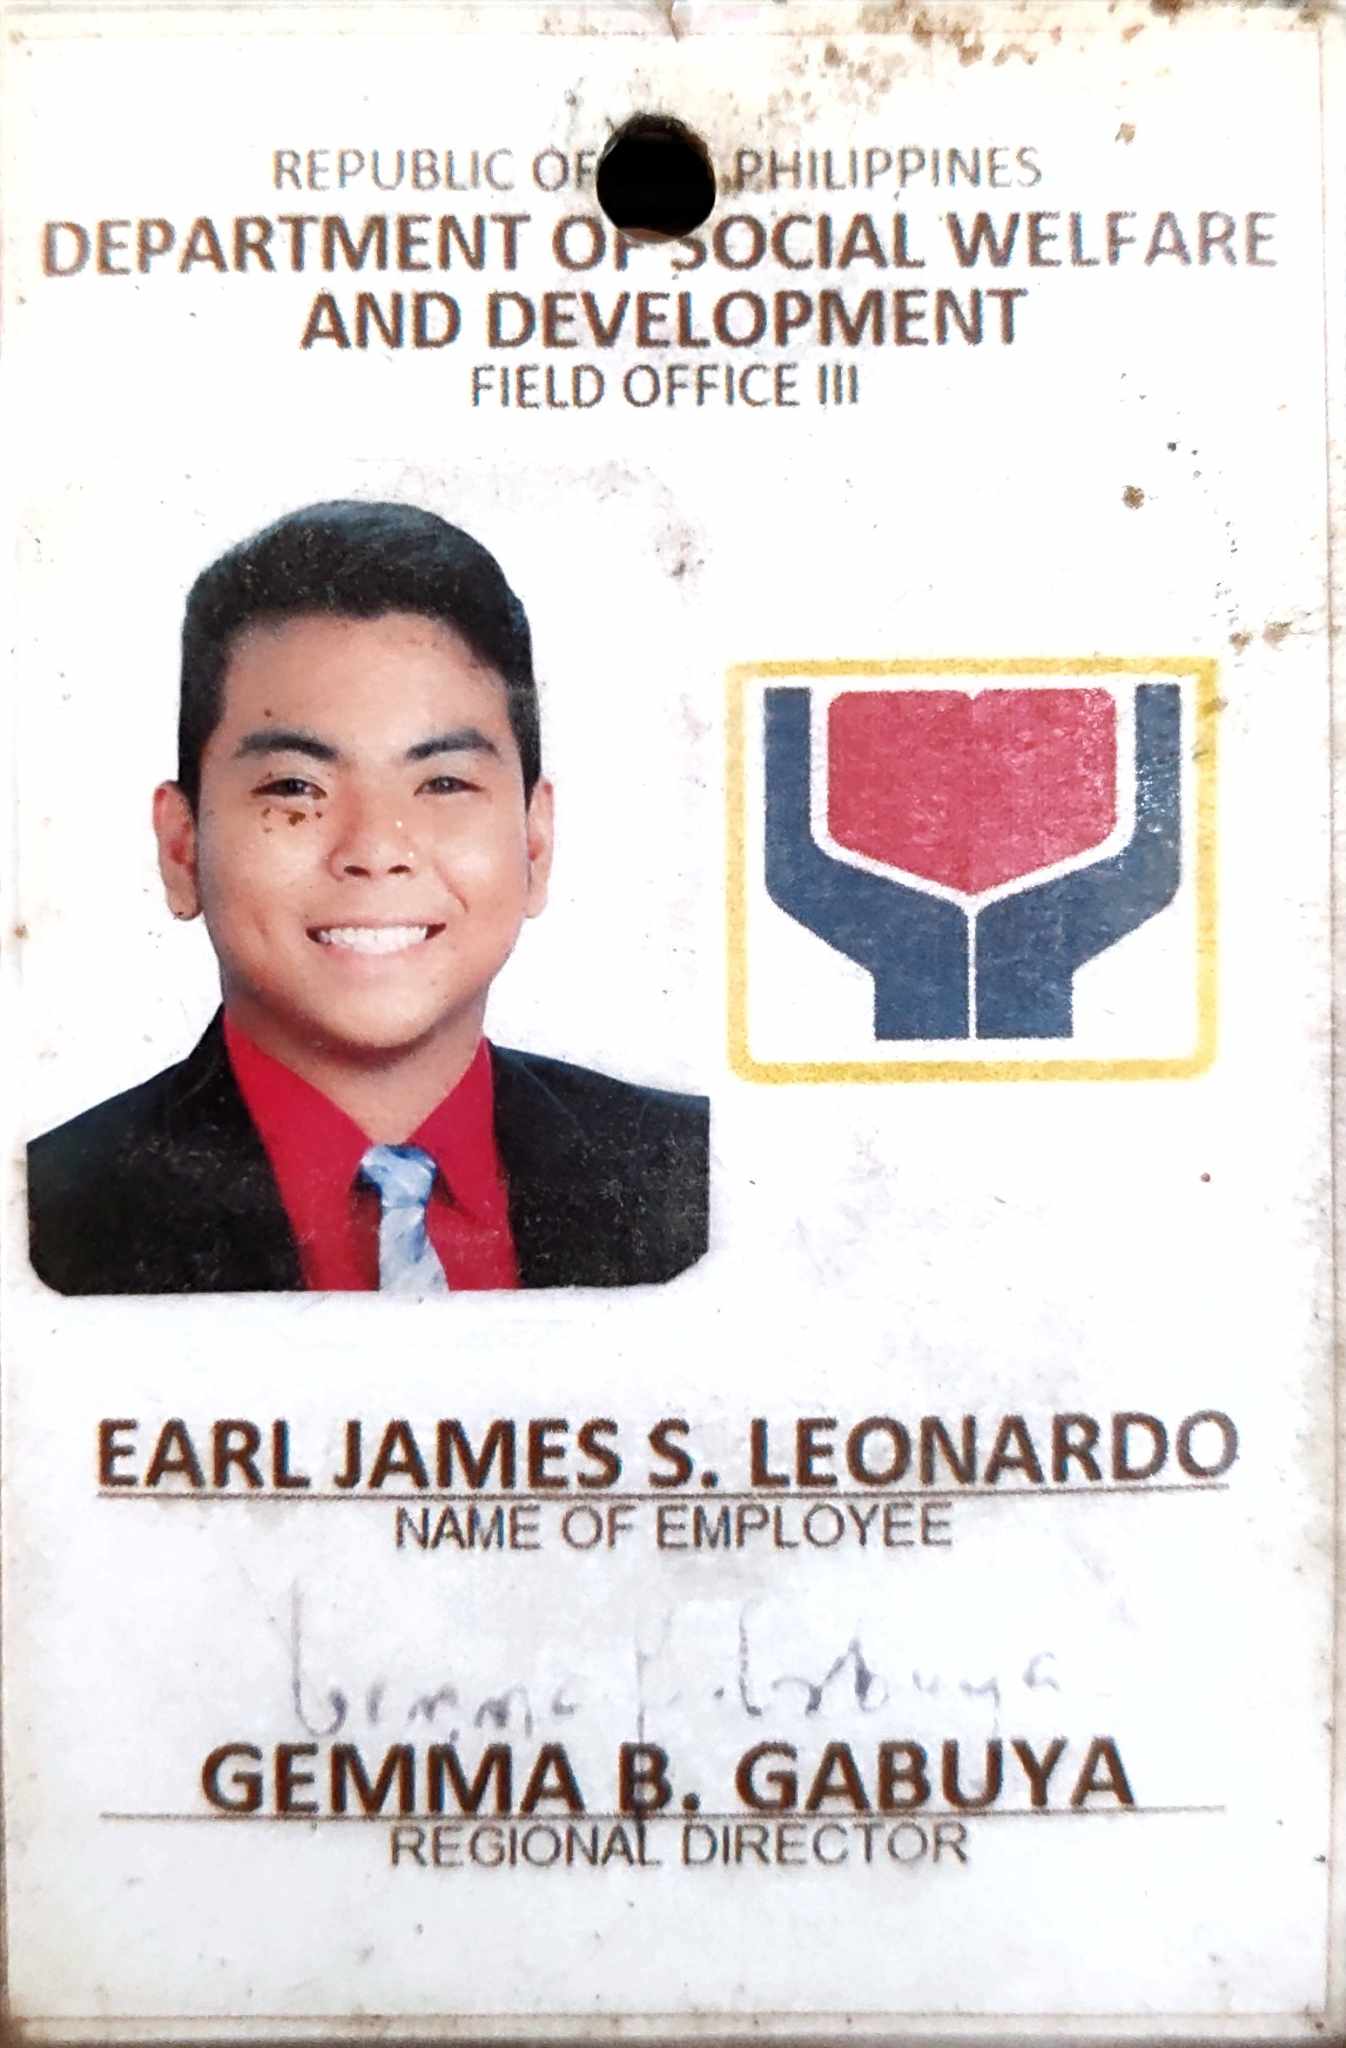 REPUBLIC OF PHILIPPINES
DEPARTMENT OF SOCIAL WELFARE
AND DEVELOPMENT
FIELD OFFICE III
EARL JAMES S. LEONARDO
NAME OF EMPLOYEE
Gemma B. Gabuya
GEMMA B. GABUYA
REGIONAL DIRECTOR